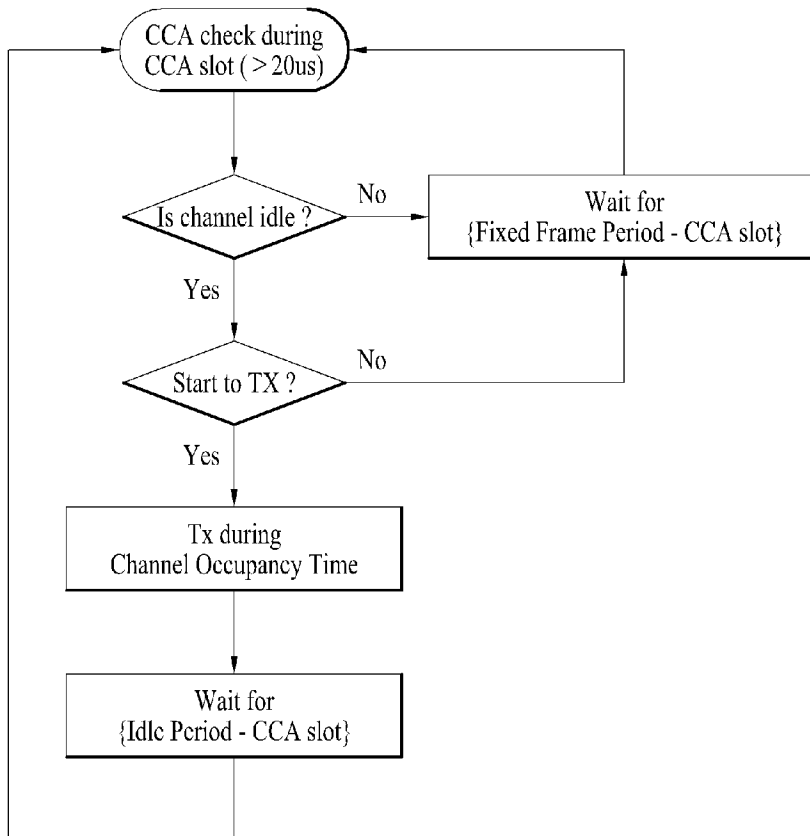 CCA check during
CCA slot ( > 20us)
Is channel idle ?
No
Wait for
{Fixed Frame Period - CCA slot}
Yes
Start to TX ?
No
Yes
Tx during
Channel Occupancy Time
Wait for
{Idle Period - CCA slot}